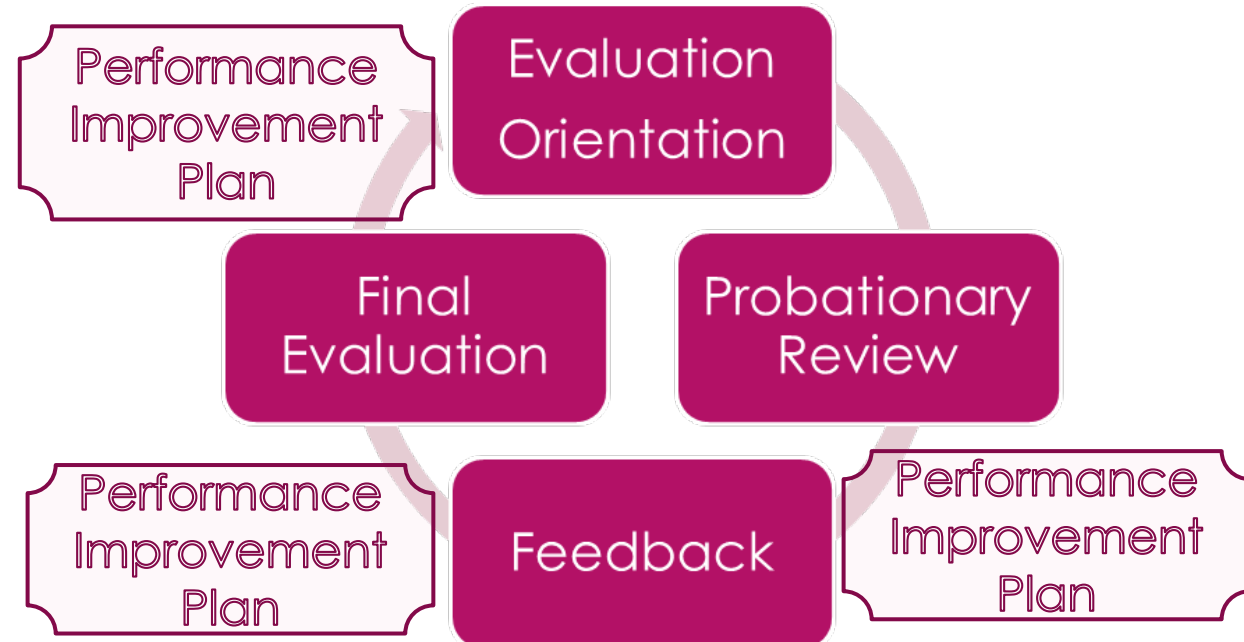 Performance
Improvement
Plan
Evaluation
Orientation
Final
Evaluation
Probationary
Review
Performance
Improvement
Plan
Feedback
Performance
Improvement
Plan